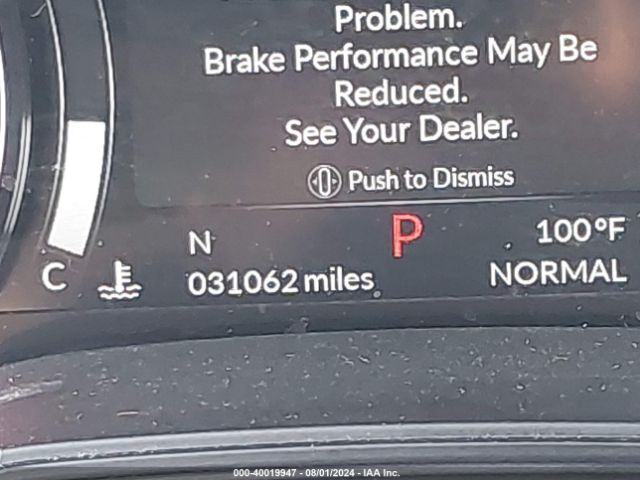 Problem.
Brake Performance May Be
Reduced.
See Your Dealer.
Push to Dismiss
N P 100°F
C 031062 miles NORMAL
000-40019947 - 08/01/2024 - IAA Inc.